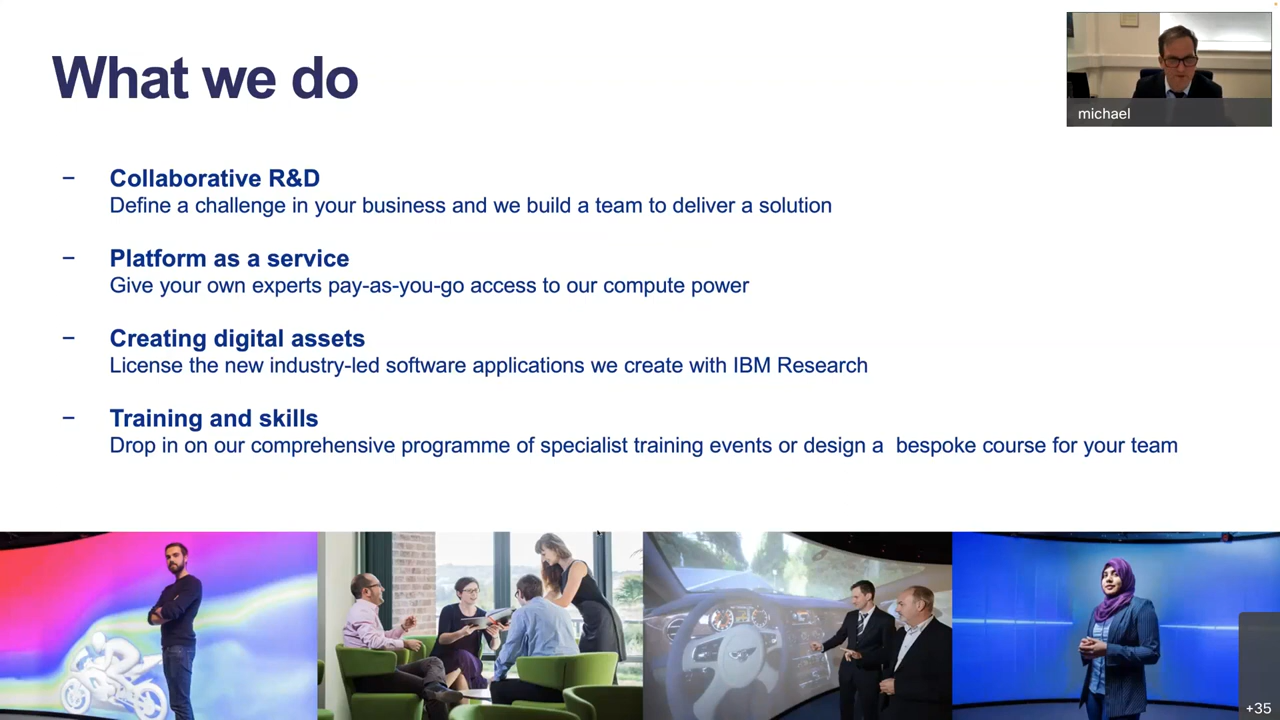 What we do
michael
− Collaborative R&D
Define a challenge in your business and we build a team to deliver a solution
− Platform as a service
Give your own experts pay-as-you-go access to our compute power
− Creating digital assets
License the new industry-led software applications we create with IBM Research
− Training and skills
Drop in on our comprehensive programme of specialist training events or design a  bespoke course for your team
+35